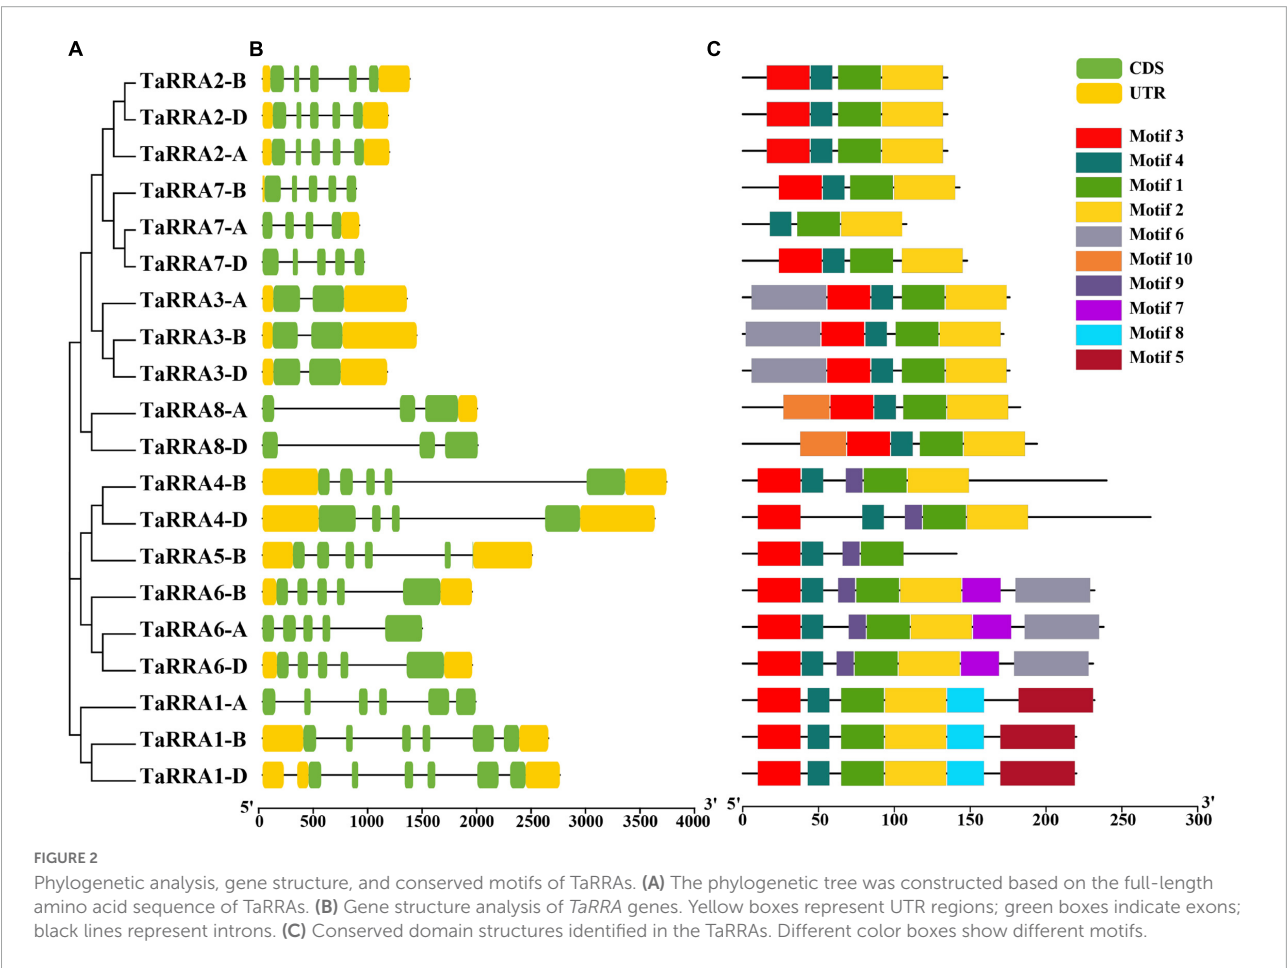 A
B
C
TaRRA2-B
TaRRA2-D
TaRRA2-A
TaRRA7-B
TaRRA7-A
TaRRA7-D
TaRRA3-A
TaRRA3-B
TaRRA3-D
TaRRA8-A
TaRRA8-D
TaRRA4-B
TaRRA4-D
TaRRA5-B
TaRRA6-B
TaRRA6-A
TaRRA6-D
TaRRA1-A
TaRRA1-B
TaRRA1-D
5' 3'
0 500 1000 1500 2000 2500 3000 3500 4000
5' 3'
0 50 100 150 200 250 300
CDS
UTR
Motif 3
Motif 4
Motif 1
Motif 2
Motif 6
Motif 10
Motif 9
Motif 7
Motif 8
Motif 5
FIGURE 2
Phylogenetic analysis, gene structure, and conserved motifs of TaRRAs. (A) The phylogenetic tree was constructed based on the full-length
amino acid sequence of TaRRAs. (B) Gene structure analysis of TaRRA genes. Yellow boxes represent UTR regions; green boxes indicate exons;
black lines represent introns. (C) Conserved domain structures identified in the TaRRAs. Different color boxes show different motifs.